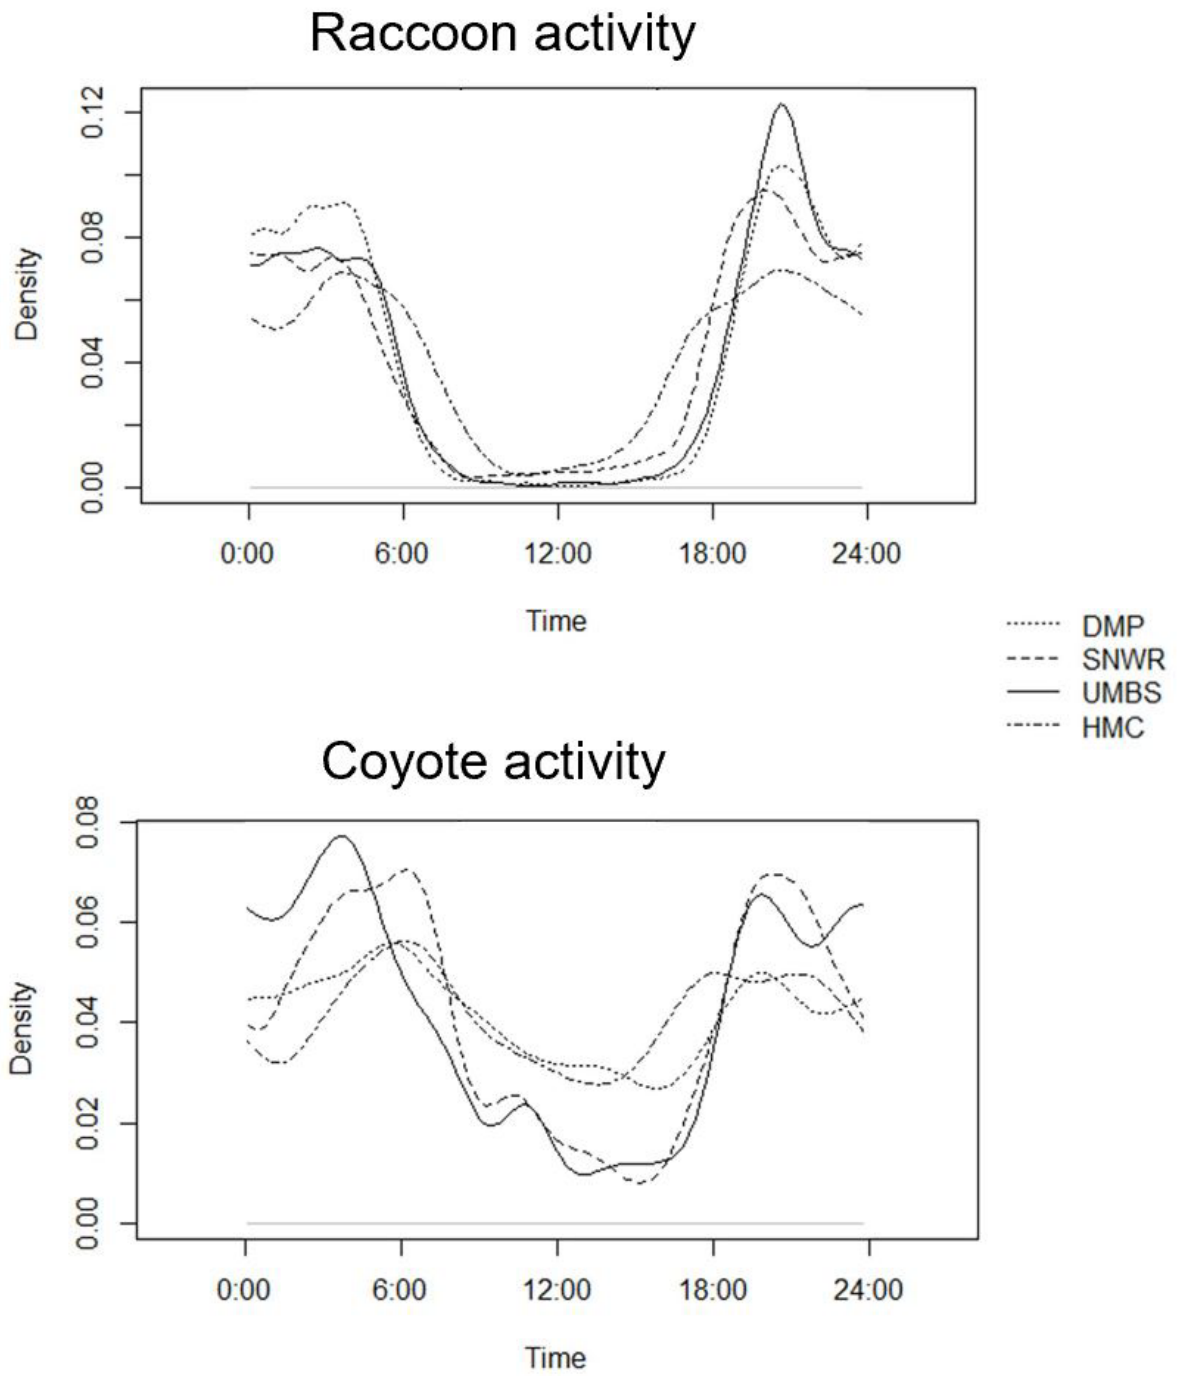 Raccoon activity
0.12
0.08
0.04
0.00
Density
0:00 6:00 12:00 18:00 24:00
Time
DMP
SNWR
UMBS
HMC
Coyote activity
0.08
0.06
0.04
0.02
0.00
Density
0:00 6:00 12:00 18:00 24:00
Time